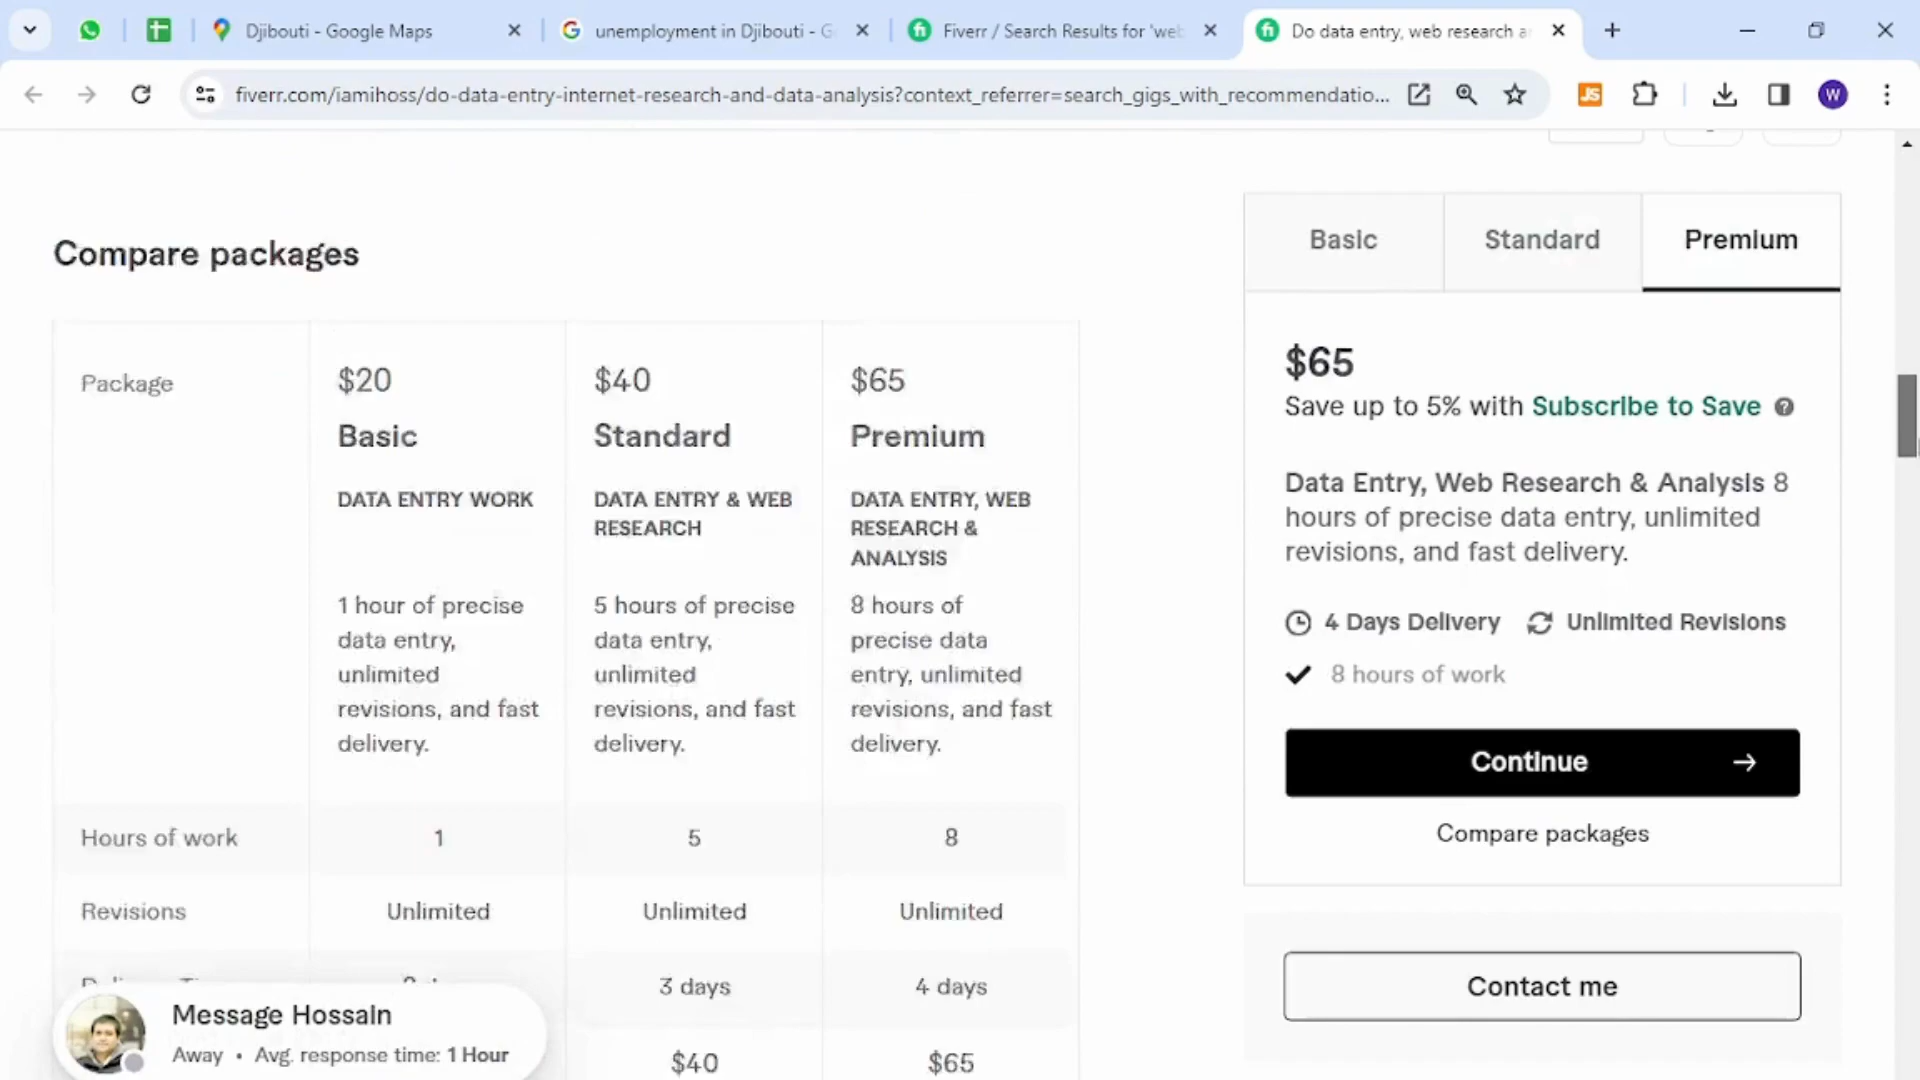 Djibouti - Google Maps
unemployment in Djibouti - G
Fiverr / Search Results for 'web
Do data entry, web research a
fiverr.com/iamihoss/do-data-entry-internet-research-and-data-analysis?context_referrer=search_gigs_with_recommendatio...
JS
W
Compare packages
Package
$20
Basic
DATA ENTRY WORK
1 hour of precise
data entry,
unlimited
revisions, and fast
delivery.
$40
Standard
DATA ENTRY & WEB
RESEARCH
5 hours of precise
data entry,
unlimited
revisions, and fast
delivery.
$65
Premium
DATA ENTRY, WEB
RESEARCH &
ANALYSIS
8 hours of
precise data
entry, unlimited
revisions, and fast
delivery.
Hours of work 1 5 8
Revisions Unlimited Unlimited Unlimited
3 days 4 days
$40 $65
Message Hossain
Away • Avg. response time: 1 Hour
Basic Standard Premium
$65
Save up to 5% with Subscribe to Save ?
Data Entry, Web Research & Analysis 8
hours of precise data entry, unlimited
revisions, and fast delivery.
4 Days Delivery Unlimited Revisions
8 hours of work
Continue →
Compare packages
Contact me